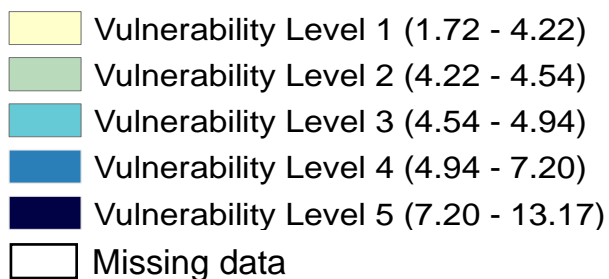 Vulnerability Level 1 (1.72 - 4.22)
Vulnerability Level 2 (4.22 - 4.54)
Vulnerability Level 3 (4.54 - 4.94)
Vulnerability Level 4 (4.94 - 7.20)
Vulnerability Level 5 (7.20 - 13.17)
Missing data